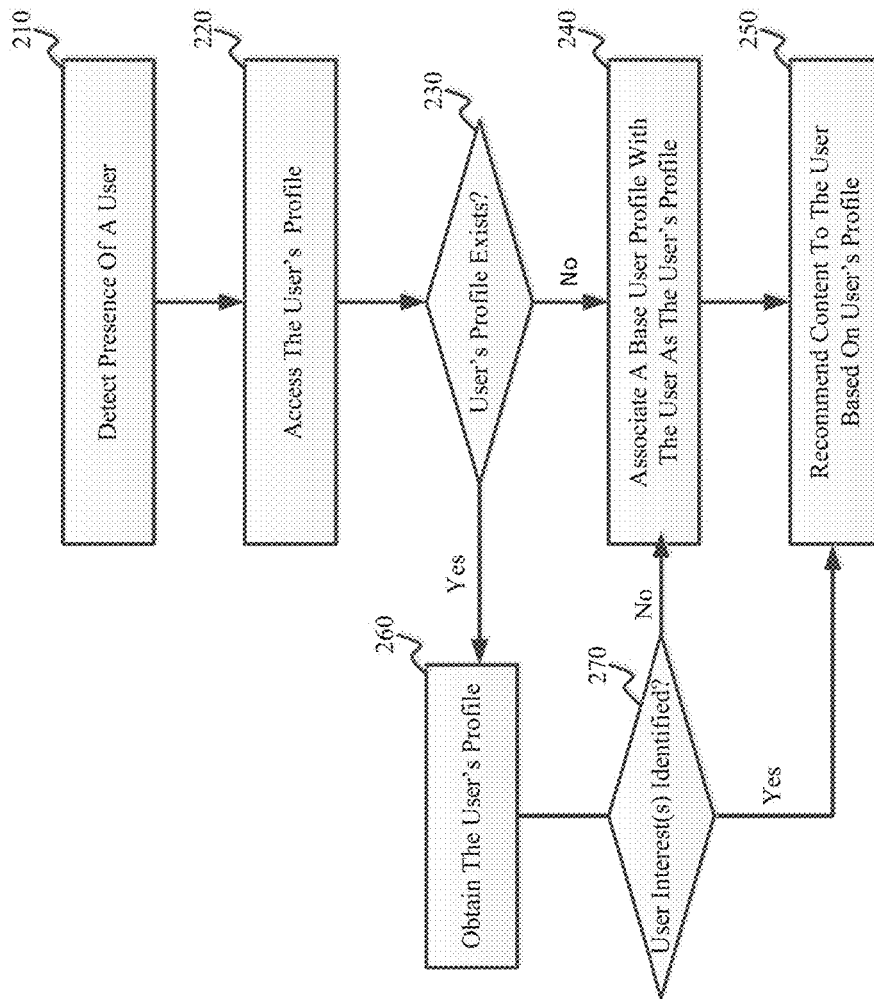 210
Detect Presence Of A User
220
Access The User's Profile
230
User's Profile Exists?
Yes
No
260
Obtain The User's Profile
240
Associate A Base User Profile With
The User As The User's Profile
270
User Interest(s) Identified?
No
Yes
250
Recommend Content To The User
Based On User's Profile